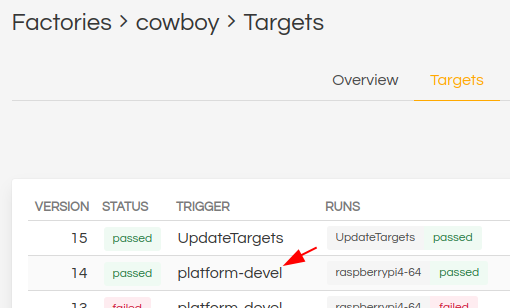 Factories > cowboy > Targets
Overview Targets
VERSION STATUS TRIGGER RUNS
15 passed UpdateTargets UpdateTargets passed
14 passed platform-devel raspberrypi4-64 passed
13 failed platform-devel raspberrypi4-64 failed